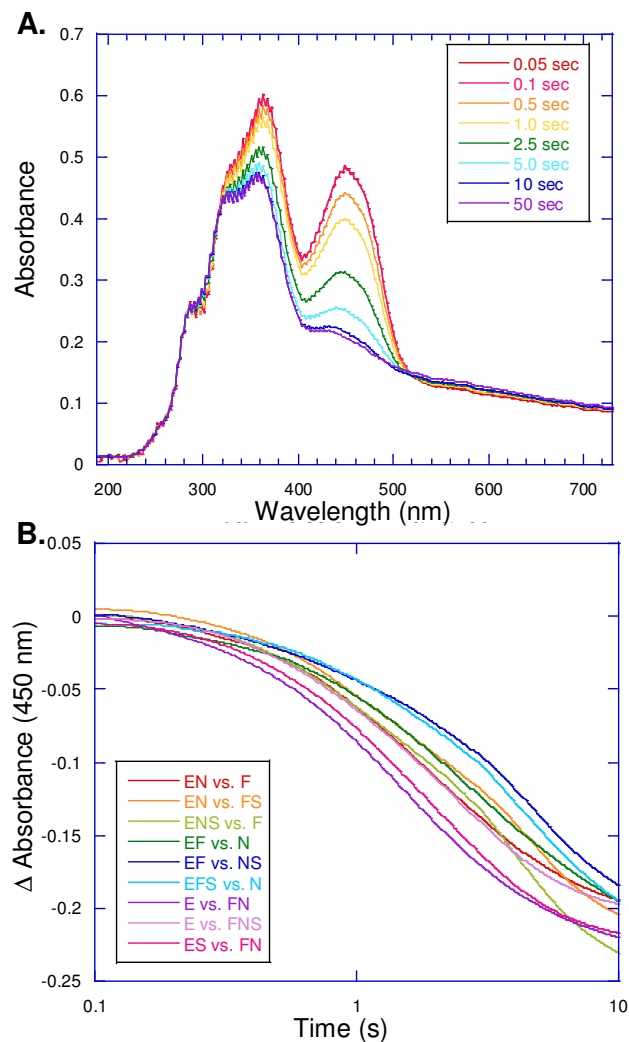 A.
0.7
0.6
0.5
0.4
0.3
0.2
0.1
0
Absorbance
0.05 sec
0.1 sec
0.5 sec
1.0 sec
2.5 sec
5.0 sec
10 sec
50 sec
200 300 400 500 600 700
Wavelength (nm)
B.
0.05
0
-0.05
-0.1
-0.15
-0.2
-0.25
Δ Absorbance (450 nm)
EN vs. F
EN vs. FS
ENS vs. F
EF vs. N
EF vs. NS
EFS vs. N
E vs. FN
E vs. FNS
ES vs. FN
0.1 1 10
Time (s)